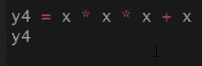 y4 = x * x * x + x
y4